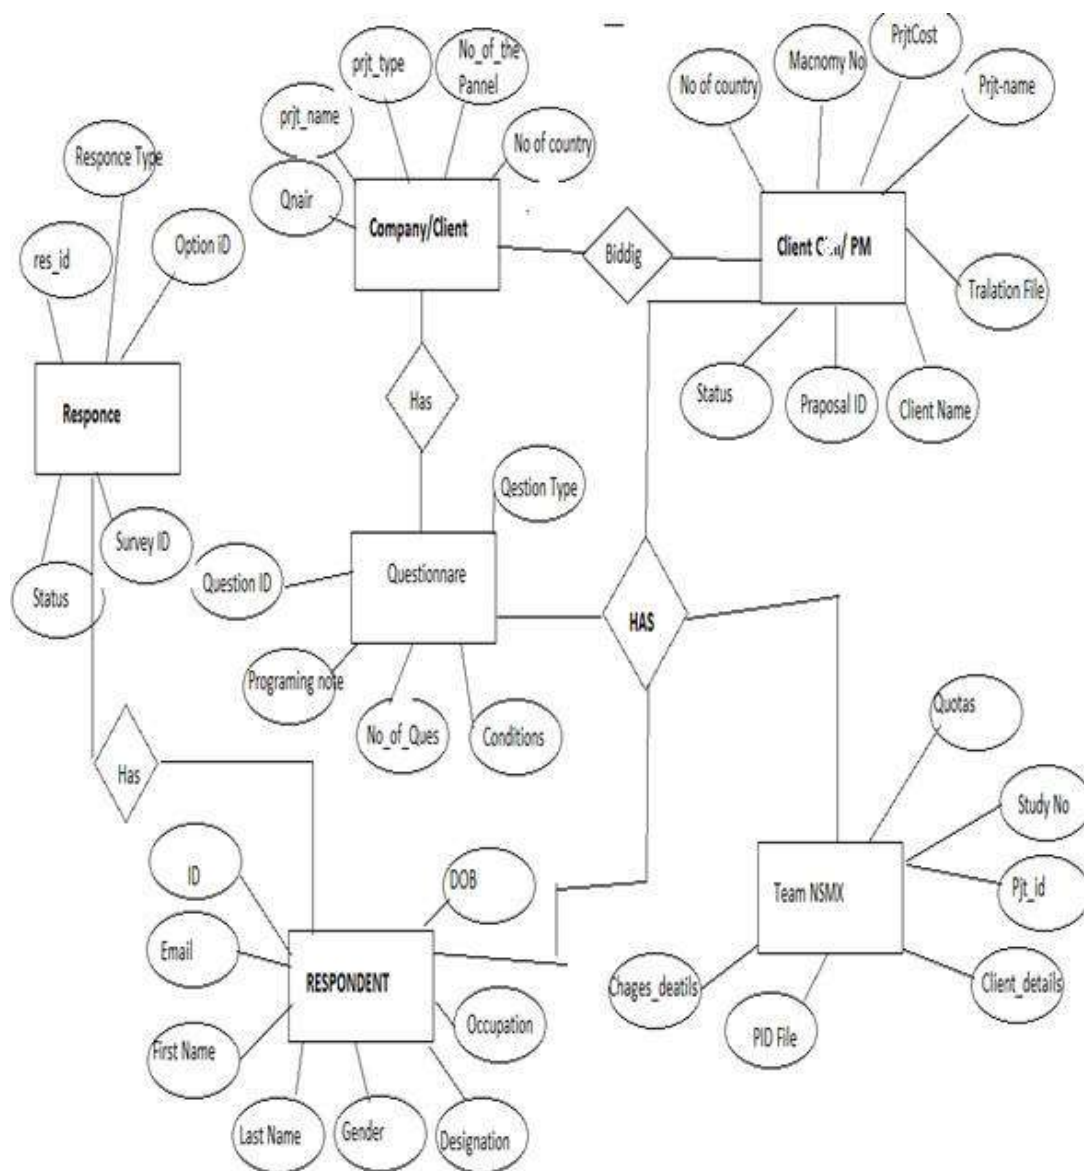 prjt_type
No_of_the
Pannel
No of country
Macnomy No
PrjtCost
Prjt-name
prjt_name
No of country
Responce Type
Qnair
Company/Client
Biddig
Client
/ PM
Option iD
res_id
Tralation File
Status
Praposal ID
Client Name
Has
Responce
Qestion Type
Survey ID
Status
Question ID
Questionnare
HAS
Programing note
No_of_Ques
Conditions
Quotas
Has
Study No
ID
DOB
Team NSMX
Pjt_id
Email
RESPONDENT
Occupation
Chages_deatils
Client_details
First Name
PID File
Last Name
Gender
Designation